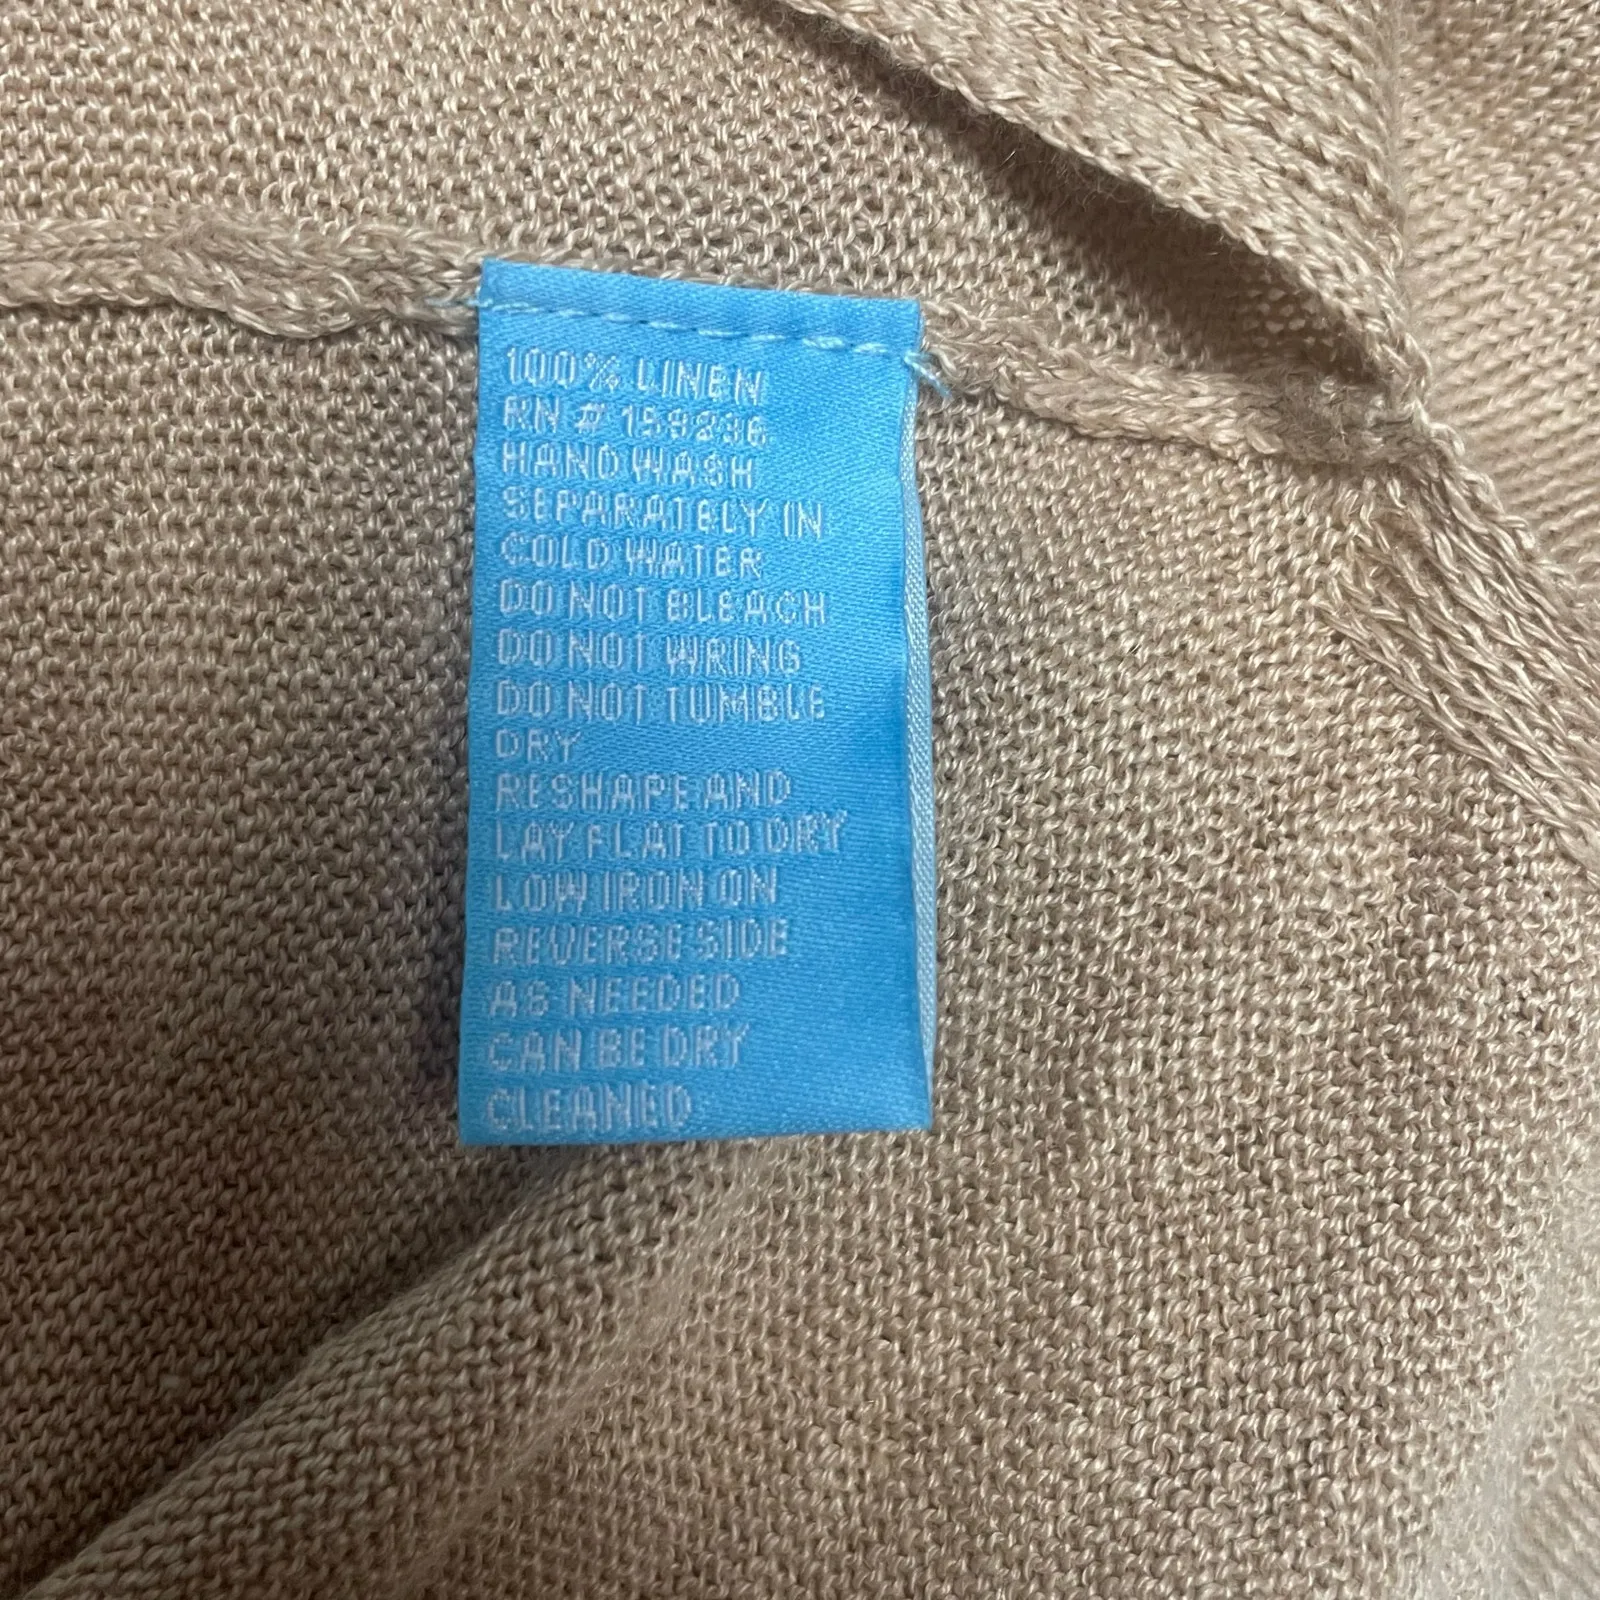 100% LINEN
RN # 158236
HAND WASH
SEPARATELY IN
COLD WATER
DO NOT BLEACH
DO NOT WRING
DO NOT TUMBLE
DRY
RESHAPE AND
LAY FLAT TO DRY
LOW IRON ON
REVERSE SIDE
AS NEEDED
CAN BE DRY
CLEANED